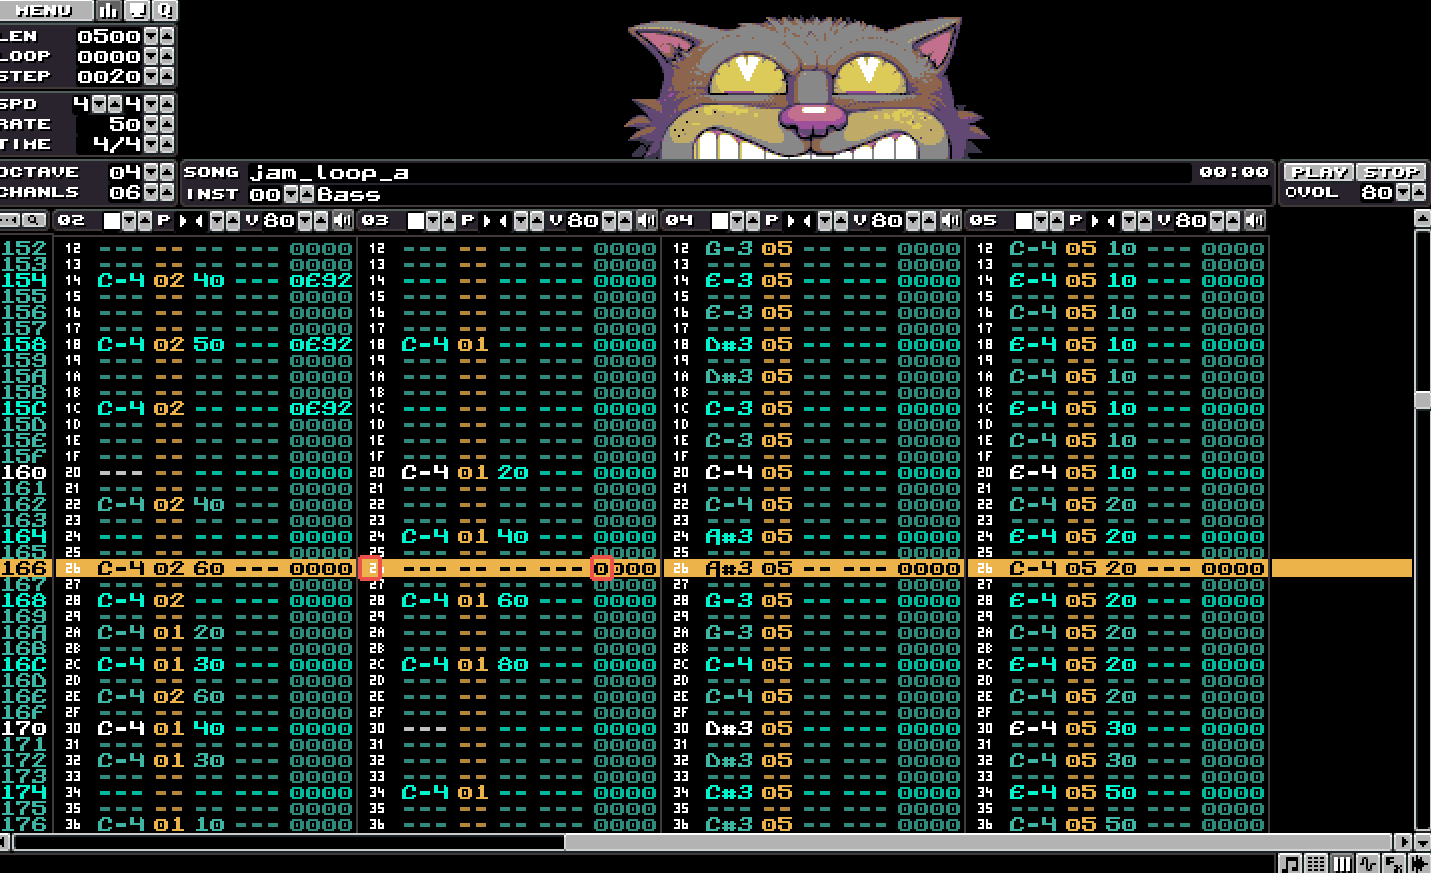 MENU Q
LEN 0500
LOOP 0000
STEP 0020
SPD 4 4
RATE 50
TIME 4/4
OCTAVE 04 SONG jam_loop_a 00:00 PLAY STOP
CHANLS 06 INST 00 Bass VOL 80
02 P V 80 03 P V 80 04 P V 80 05 P V 80
152 12 --- -- -- --- 0000 12 --- -- -- --- 0000 12 G-3 05 -- --- 0000 12 C-4 05 10 --- 0000
153 13 --- -- -- --- 0000 13 --- -- -- --- 0000 13 --- -- -- --- 0000 13 --- -- -- --- 0000
154 14 C-4 02 40 --- 0E92 14 --- -- -- --- 0000 14 E-3 05 -- --- 0000 14 E-4 05 10 --- 0000
155 15 --- -- -- --- 0000 15 --- -- -- --- 0000 15 --- -- -- --- 0000 15 --- -- -- --- 0000
156 16 --- -- -- --- 0000 16 --- -- -- --- 0000 16 E-3 05 -- --- 0000 16 C-4 05 10 --- 0000
157 17 --- -- -- --- 0000 17 --- -- -- --- 0000 17 --- -- -- --- 0000 17 --- -- -- --- 0000
158 18 C-4 02 50 --- 0E92 18 C-4 01 -- --- 0000 18 D#3 05 -- --- 0000 18 E-4 05 10 --- 0000
159 19 --- -- -- --- 0000 19 --- -- -- --- 0000 19 --- -- -- --- 0000 19 --- -- -- --- 0000
15A 1A --- -- -- --- 0000 1A --- -- -- --- 0000 1A D#3 05 -- --- 0000 1A C-4 05 10 --- 0000
15B 1B --- -- -- --- 0000 1B --- -- -- --- 0000 1B --- -- -- --- 0000 1B --- -- -- --- 0000
15C 1C C-4 02 -- --- 0E92 1C --- -- -- --- 0000 1C C-3 05 -- --- 0000 1C E-4 05 10 --- 0000
15D 1D --- -- -- --- 0000 1D --- -- -- --- 0000 1D --- -- -- --- 0000 1D --- -- -- --- 0000
15E 1E --- -- -- --- 0000 1E --- -- -- --- 0000 1E C-3 05 -- --- 0000 1E C-4 05 10 --- 0000
15F 1F --- -- -- --- 0000 1F --- -- -- --- 0000 1F --- -- -- --- 0000 1F --- -- -- --- 0000
160 20 --- -- -- --- 0000 20 C-4 01 20 --- 0000 20 C-4 05 -- --- 0000 20 E-4 05 10 --- 0000
161 21 --- -- -- --- 0000 21 --- -- -- --- 0000 21 --- -- -- --- 0000 21 --- -- -- --- 0000
162 22 C-4 02 40 --- 0000 22 --- -- -- --- 0000 22 C-4 05 -- --- 0000 22 C-4 05 20 --- 0000
163 23 --- -- -- --- 0000 23 --- -- -- --- 0000 23 --- -- -- --- 0000 23 --- -- -- --- 0000
164 24 --- -- -- --- 0000 24 C-4 01 40 --- 0000 24 A#3 05 -- --- 0000 24 E-4 05 20 --- 0000
165 25 --- -- -- --- 0000 25 --- -- -- --- 0000 25 --- -- -- --- 0000 25 --- -- -- --- 0000
166 26 C-4 02 60 --- 0000 26 --- -- -- --- 0000 26 A#3 05 -- --- 0000 26 C-4 05 20 --- 0000
167 27 --- -- -- --- 0000 27 --- -- -- --- 0000 27 --- -- -- --- 0000 27 --- -- -- --- 0000
168 28 C-4 02 -- --- 0000 28 C-4 01 60 --- 0000 28 G-3 05 -- --- 0000 28 E-4 05 20 --- 0000
169 29 --- -- -- --- 0000 29 --- -- -- --- 0000 29 --- -- -- --- 0000 29 --- -- -- --- 0000
16A 2A C-4 01 20 --- 0000 2A --- -- -- --- 0000 2A G-3 05 -- --- 0000 2A C-4 05 20 --- 0000
16B 2B --- -- -- --- 0000 2B --- -- -- --- 0000 2B --- -- -- --- 0000 2B --- -- -- --- 0000
16C 2C C-4 01 30 --- 0000 2C C-4 01 80 --- 0000 2C C-4 05 -- --- 0000 2C E-4 05 20 --- 0000
16D 2D --- -- -- --- 0000 2D --- -- -- --- 0000 2D --- -- -- --- 0000 2D --- -- -- --- 0000
16E 2E C-4 02 60 --- 0000 2E --- -- -- --- 0000 2E C-4 05 -- --- 0000 2E C-4 05 20 --- 0000
16F 2F --- -- -- --- 0000 2F --- -- -- --- 0000 2F --- -- -- --- 0000 2F --- -- -- --- 0000
170 30 C-4 01 40 --- 0000 30 --- -- -- --- 0000 30 D#3 05 -- --- 0000 30 E-4 05 30 --- 0000
171 31 --- -- -- --- 0000 31 --- -- -- --- 0000 31 --- -- -- --- 0000 31 --- -- -- --- 0000
172 32 C-4 01 30 --- 0000 32 --- -- -- --- 0000 32 D#3 05 -- --- 0000 32 C-4 05 30 --- 0000
173 33 --- -- -- --- 0000 33 --- -- -- --- 0000 33 --- -- -- --- 0000 33 --- -- -- --- 0000
174 34 --- -- -- --- 0000 34 C-4 01 -- --- 0000 34 C#3 05 -- --- 0000 34 E-4 05 50 --- 0000
175 35 --- -- -- --- 0000 35 --- -- -- --- 0000 35 --- -- -- --- 0000 35 --- -- -- --- 0000
176 36 C-4 01 10 --- 0000 36 --- -- -- --- 0000 36 C#3 05 -- --- 0000 36 C-4 05 50 --- 0000
Fx